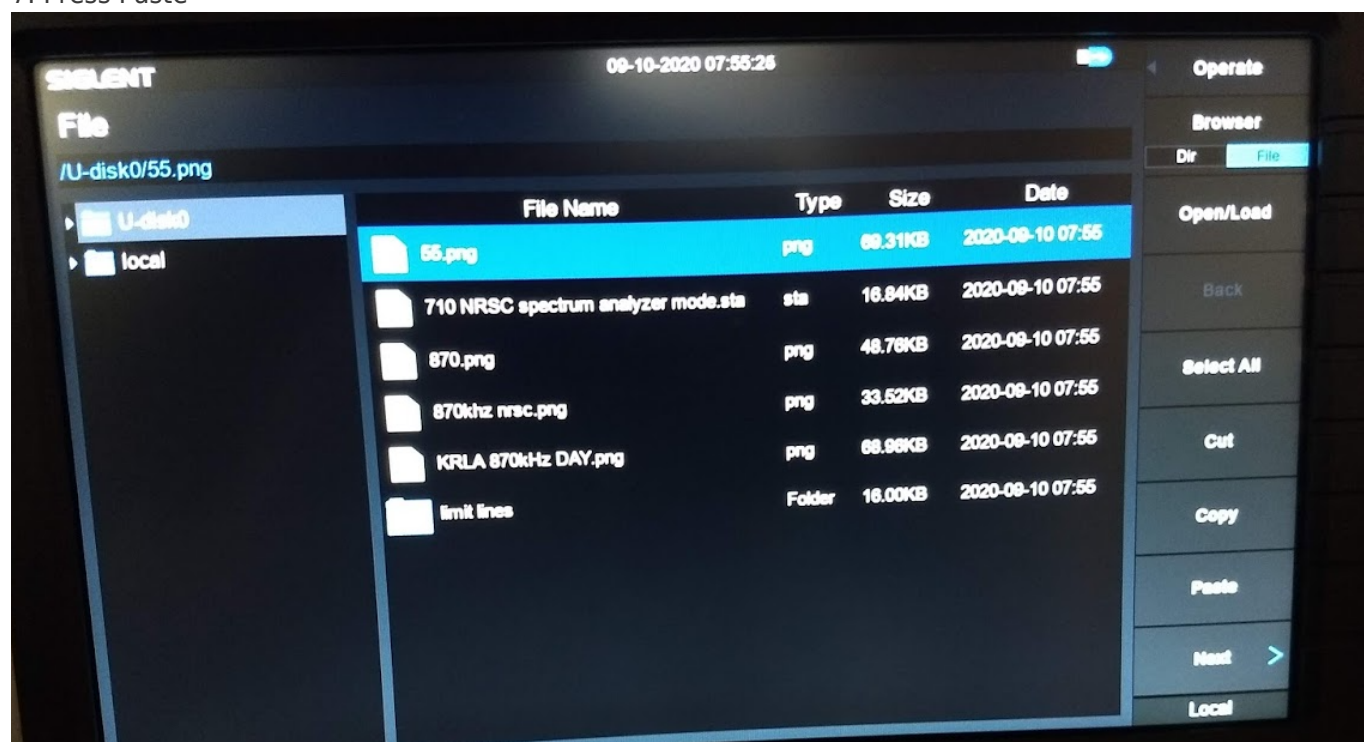 7. Press Paste
SIGLENT
09-10-2020 07:55:26
Operate
File
Browser
/U-disk0/55.png
Dir File
U-disk0
File Name Type Size Date
Open/Load
local
55.png png 69.31KB 2020-09-10 07:55
710 NRSC spectrum analyzer mode.sta sta 16.84KB 2020-09-10 07:55
Back
870.png png 48.76KB 2020-09-10 07:55
Select All
870khz nrsc.png png 33.52KB 2020-09-10 07:55
KRLA 870kHz DAY.png png 68.96KB 2020-09-10 07:55
Cut
limit lines Folder 16.00KB 2020-09-10 07:55
Copy
Paste
Next >
Local